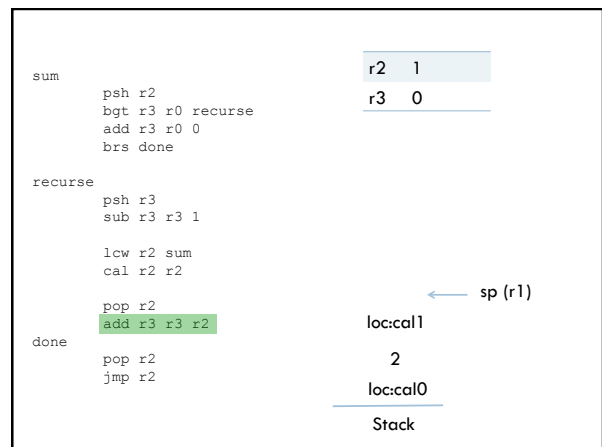 sum
psh r2
bgt r3 r0 recurse
add r3 r0 0
brs done
recurse
psh r3
sub r3 r3 1
lcw r2 sum
cal r2 r2
pop r2
add r3 r3 r2
done
pop r2
jmp r2
r2 1
r3 0
sp (r1)
loc:cal1
2
loc:cal0
Stack